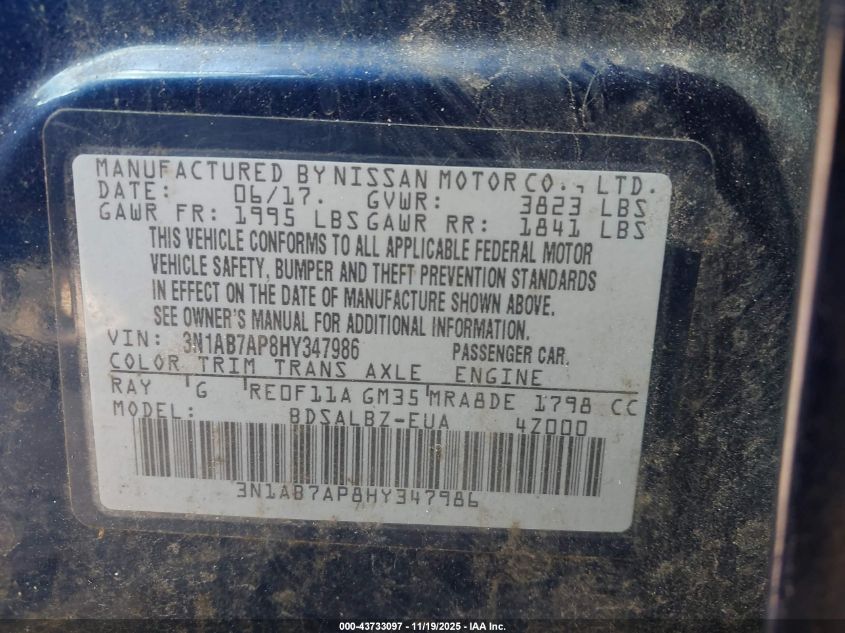 MANUFACTURED BY NISSAN MOTOR CO., LTD.
DATE: 06/17. GVWR: 3823 LBS
GAWR FR: 1995 LBS GAWR RR: 1841 LBS
THIS VEHICLE CONFORMS TO ALL APPLICABLE FEDERAL MOTOR
VEHICLE SAFETY, BUMPER AND THEFT PREVENTION STANDARDS
IN EFFECT ON THE DATE OF MANUFACTURE SHOWN ABOVE.
SEE OWNER'S MANUAL FOR ADDITIONAL INFORMATION.
VIN: 3N1AB7AP8HY347986 PASSENGER CAR.
COLOR TRIM TRANS AXLE ENGINE
RAY G RE0F11A GM35 MRA8DE 1798 CC
MODEL: BDSALBZ-EUA 4Z000
3N1AB7AP8HY347986
000-43733097 - 11/19/2025 - IAA Inc.